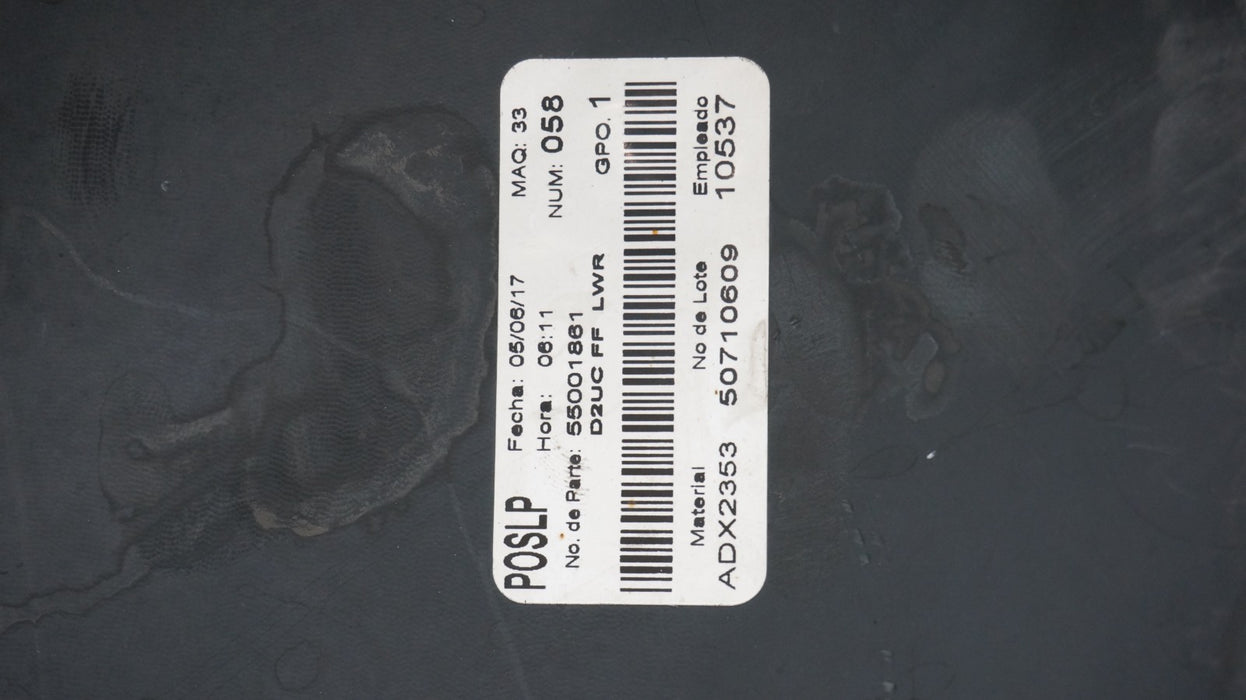 POSLP Fecha: 05/06/17 MAQ: 33
Hora: 06:11 NUM: 058
No. de Parte: 55001861
D2UC FF LWR GPO. 1
Material No de Lote Empleado
ADX2353 50710609 10537